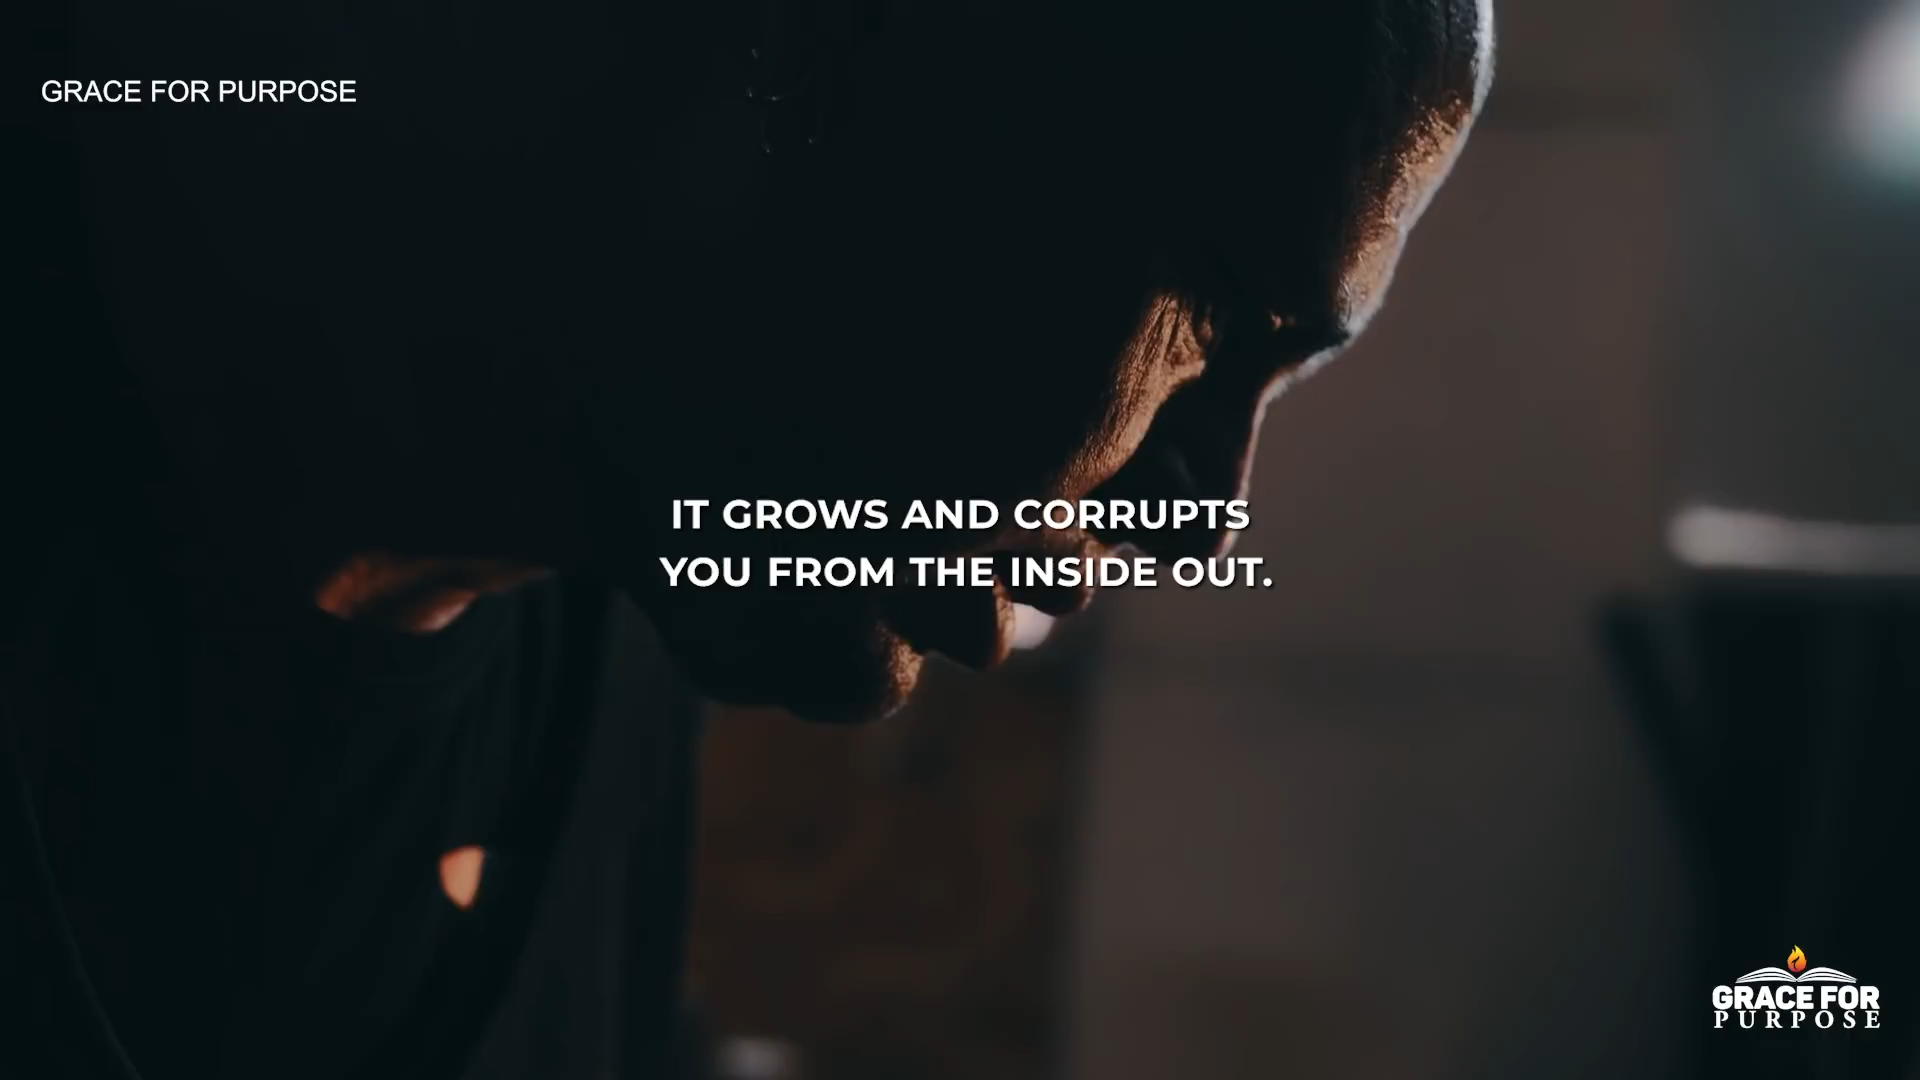 GRACE FOR PURPOSE
IT GROWS AND CORRUPTS
YOU FROM THE INSIDE OUT.
GRACE FOR
PURPOSE